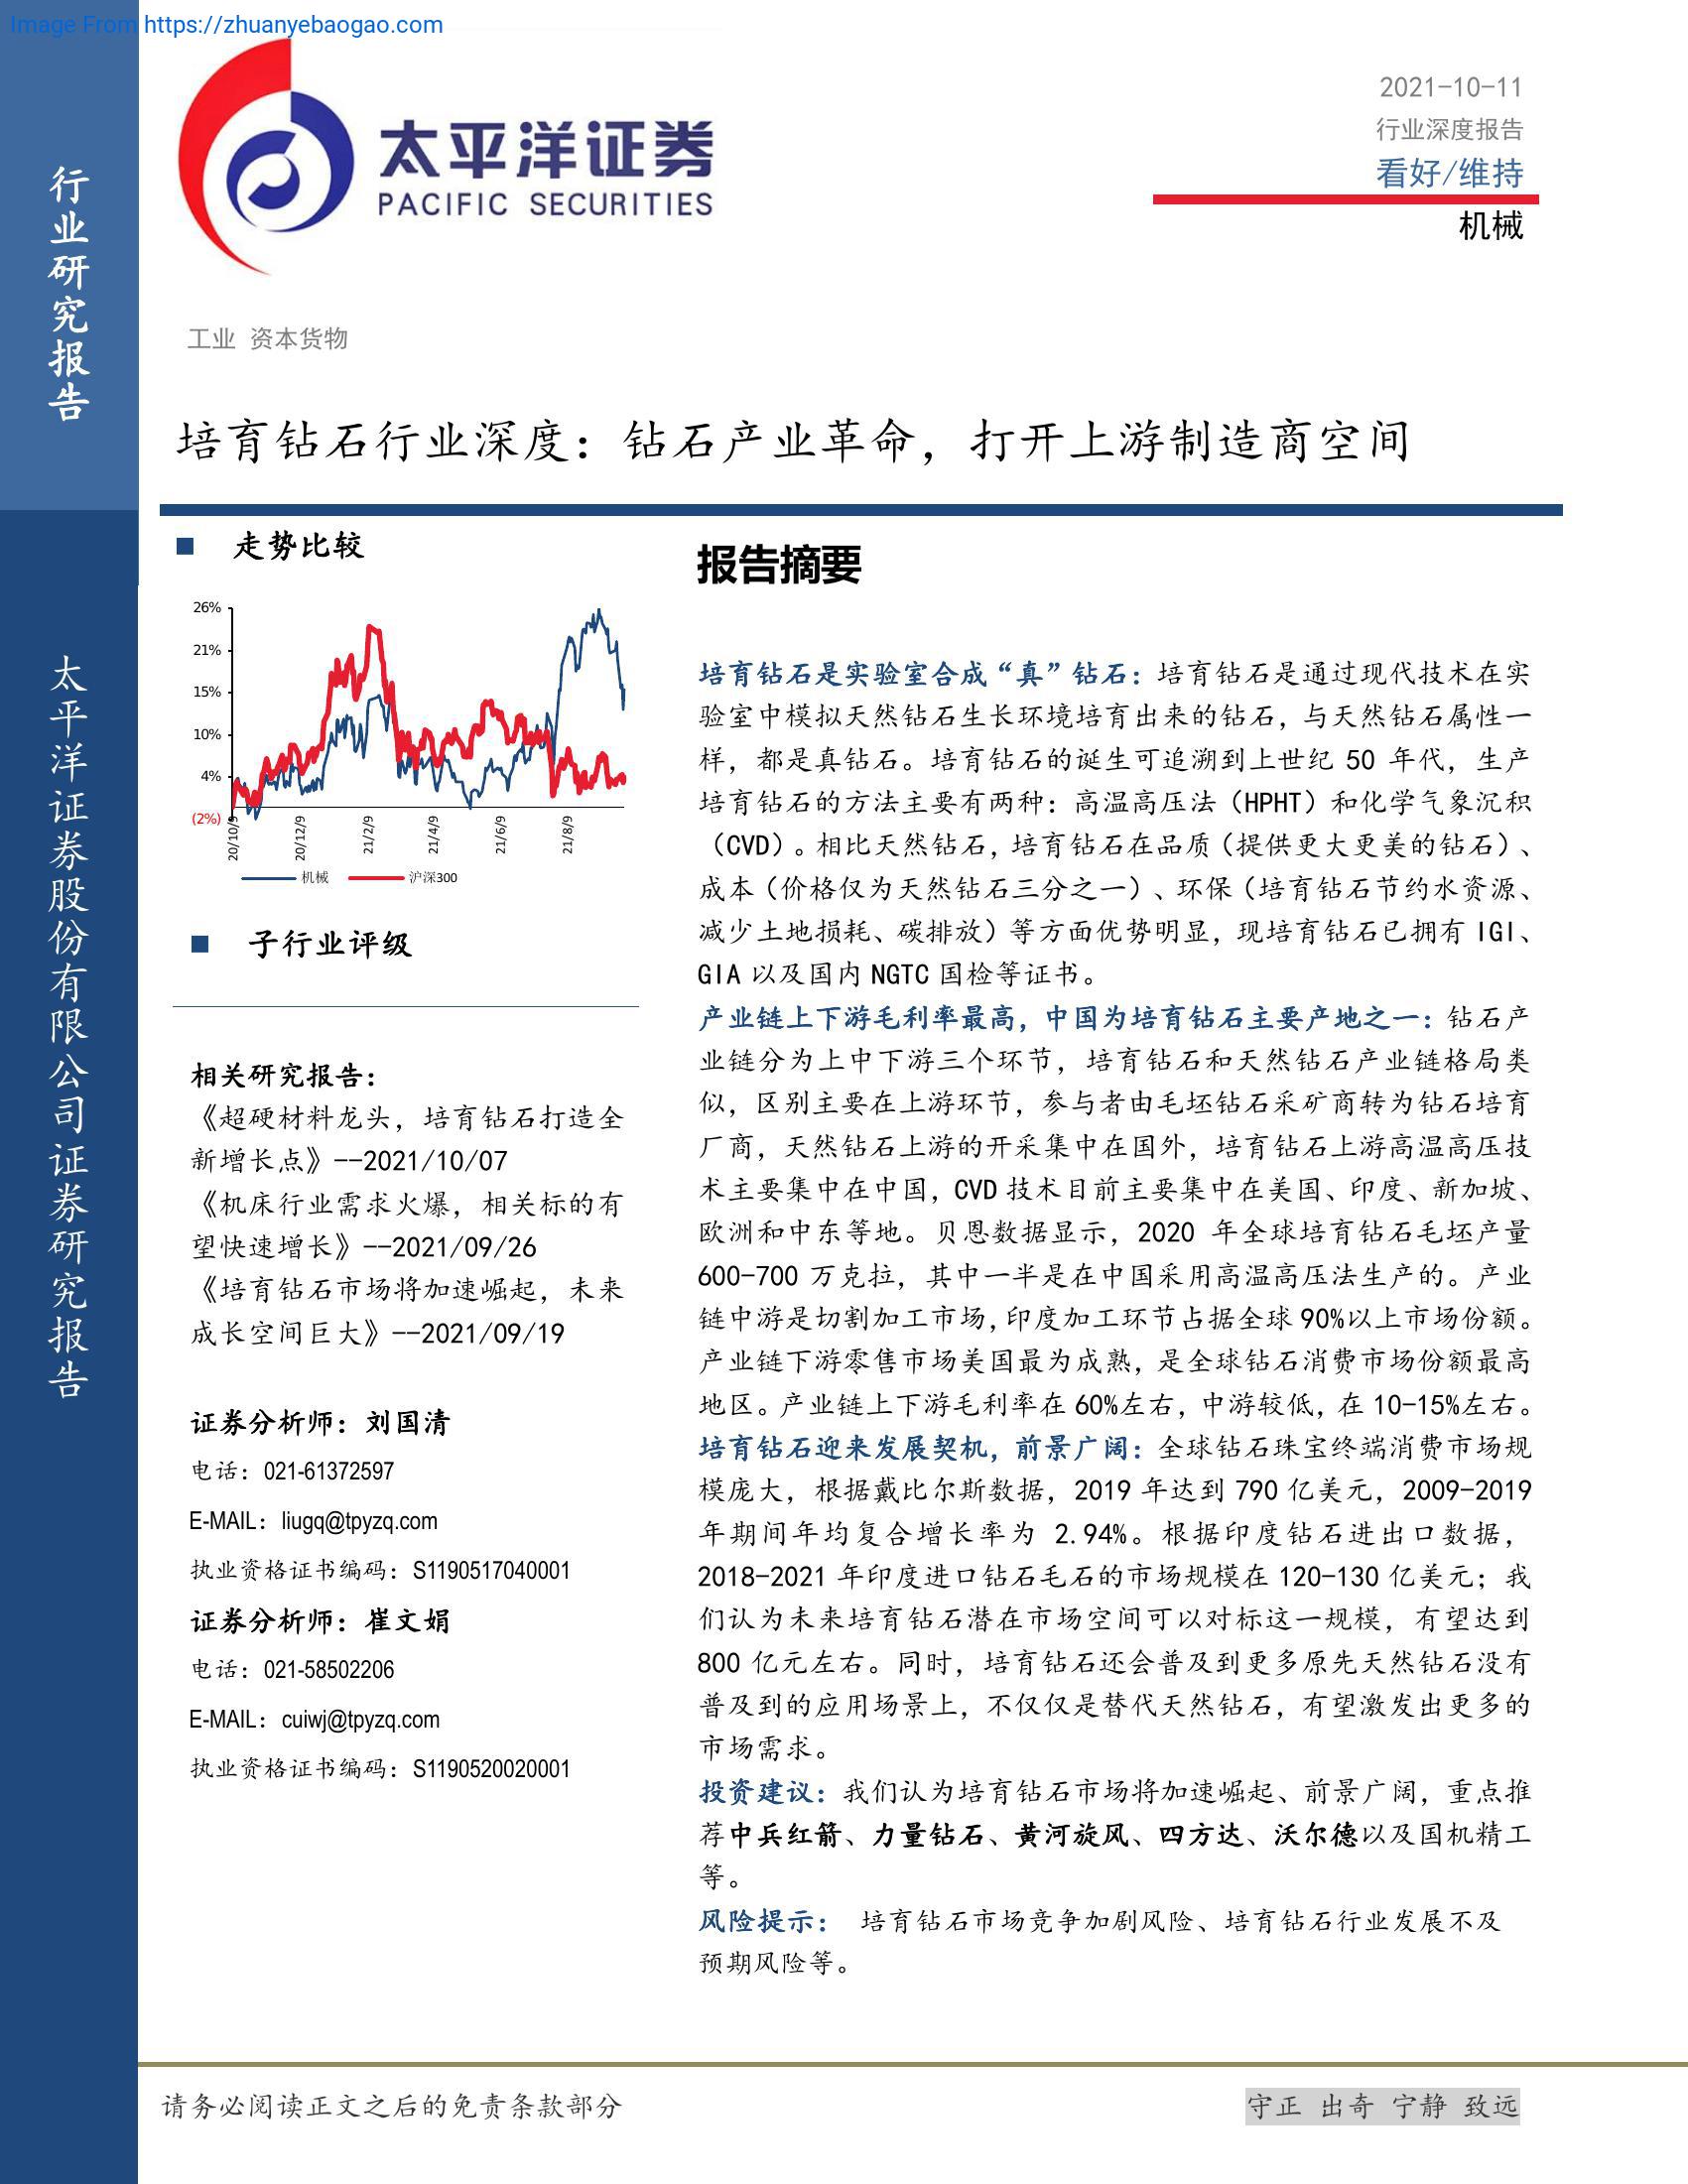 Image From https://zhuanyebaogao.com
行业研究报告
太平洋证券股份有限公司证券研究报告
太平洋证券
PACIFIC SECURITIES
2021-10-11
行业深度报告
看好/维持
机械
工业 资本货物
培育钻石行业深度：钻石产业革命，打开上游制造商空间
走势比较
26%
21%
15%
10%
4%
(2%)
20/10/9
20/12/9
21/2/9
21/4/9
21/6/9
21/8/9
机械
沪深300
子行业评级
相关研究报告：
《超硬材料龙头，培育钻石打造全
新增长点》--2021/10/07
《机床行业需求火爆，相关标的有
望快速增长》--2021/09/26
《培育钻石市场将加速崛起，未来
成长空间巨大》--2021/09/19
证券分析师：刘国清
电话：021-61372597
E-MAIL：liugq@tpyzq.com
执业资格证书编码：S1190517040001
证券分析师：崔文娟
电话：021-58502206
E-MAIL：cuiwj@tpyzq.com
执业资格证书编码：S1190520020001
报告摘要
培育钻石是实验室合成“真”钻石：培育钻石是通过现代技术在实
验室中模拟天然钻石生长环境培育出来的钻石，与天然钻石属性一
样，都是真钻石。培育钻石的诞生可追溯到上世纪 50 年代，生产
培育钻石的方法主要有两种：高温高压法（HPHT）和化学气象沉积
（CVD）。相比天然钻石，培育钻石在品质（提供更大更美的钻石）、
成本（价格仅为天然钻石三分之一）、环保（培育钻石节约水资源、
减少土地损耗、碳排放）等方面优势明显，现培育钻石已拥有 IGI、
GIA 以及国内 NGTC 国检等证书。
产业链上下游毛利率最高，中国为培育钻石主要产地之一：钻石产
业链分为上中下游三个环节，培育钻石和天然钻石产业链格局类
似，区别主要在上游环节，参与者由毛坯钻石采矿商转为钻石培育
厂商，天然钻石上游的开采集中在国外，培育钻石上游高温高压技
术主要集中在中国，CVD 技术目前主要集中在美国、印度、新加坡、
欧洲和中东等地。贝恩数据显示，2020 年全球培育钻石毛坯产量
600-700 万克拉，其中一半是在中国采用高温高压法生产的。产业
链中游是切割加工市场，印度加工环节占据全球 90%以上市场份额。
产业链下游零售市场美国最为成熟，是全球钻石消费市场份额最高
地区。产业链上下游毛利率在 60%左右，中游较低，在 10-15%左右。
培育钻石迎来发展契机，前景广阔：全球钻石珠宝终端消费市场规
模庞大，根据戴比尔斯数据，2019 年达到 790 亿美元，2009-2019
年期间年均复合增长率为 2.94%。根据印度钻石进出口数据，
2018-2021 年印度进口钻石毛石的市场规模在 120-130 亿美元；我
们认为未来培育钻石潜在市场空间可以对标这一规模，有望达到
800 亿元左右。同时，培育钻石还会普及到更多原先天然钻石没有
普及到的应用场景上，不仅仅是替代天然钻石，有望激发出更多的
市场需求。
投资建议：我们认为培育钻石市场将加速崛起、前景广阔，重点推
荐中兵红箭、力量钻石、黄河旋风、四方达、沃尔德以及国机精工
等。
风险提示： 培育钻石市场竞争加剧风险、培育钻石行业发展不及
预期风险等。
请务必阅读正文之后的免责条款部分
守正 出奇 宁静 致远